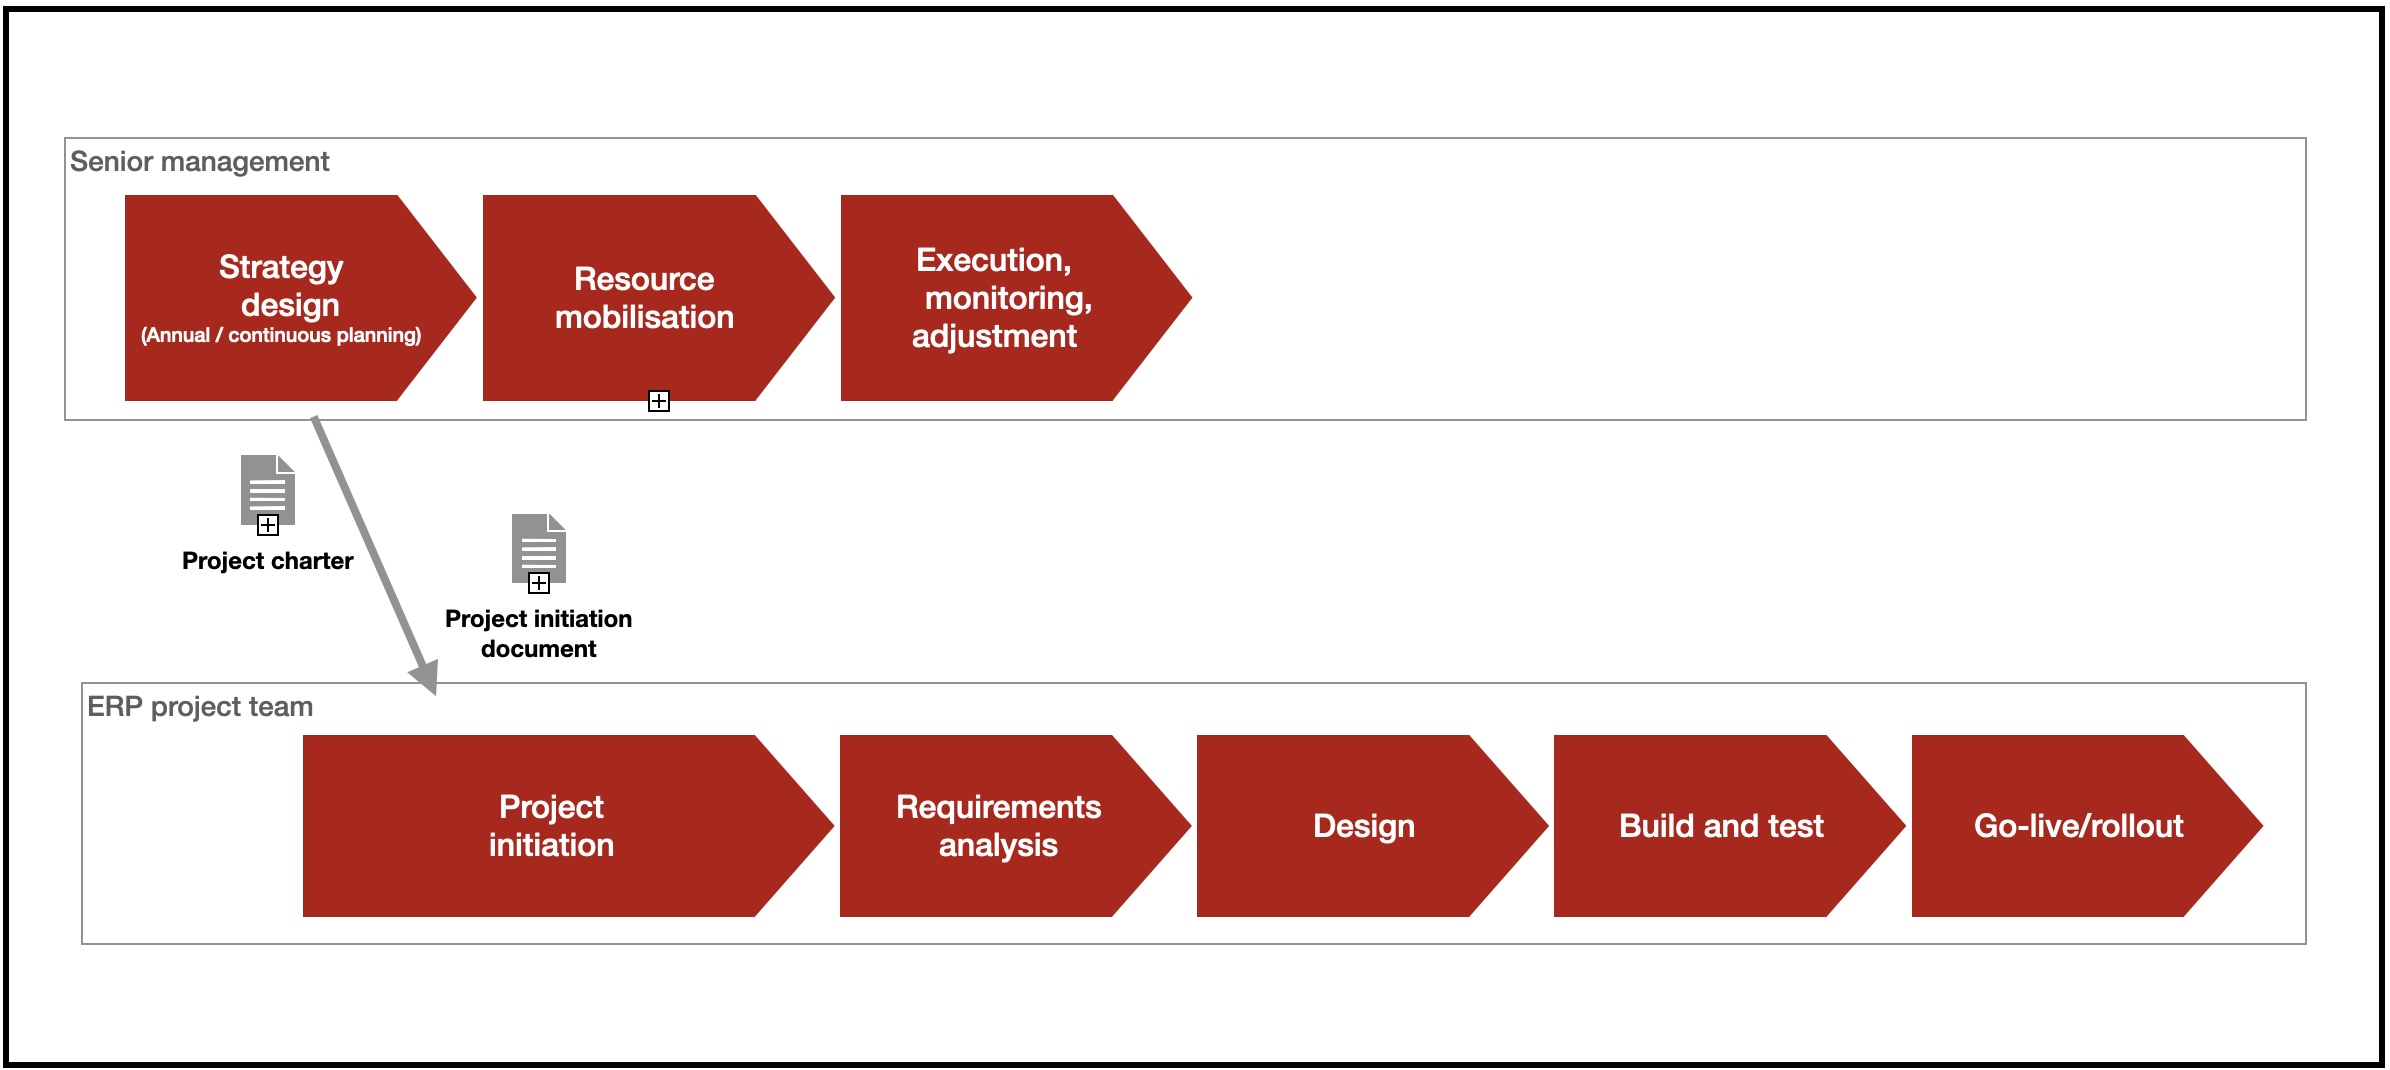 Senior management
Strategy
design
(Annual / continuous planning)
Resource
mobilisation
Execution,
monitoring,
adjustment
Project charter
Project initiation
document
ERP project team
Project
initiation
Requirements
analysis
Design
Build and test
Go-live/rollout